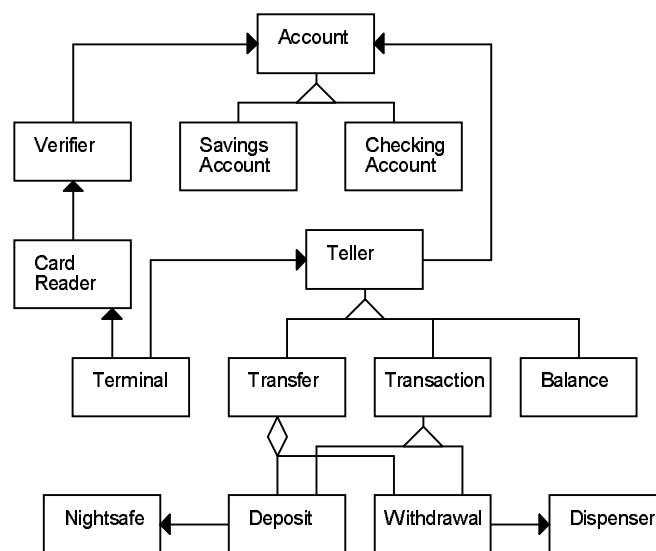 Account
Verifier
Savings
Account
Checking
Account
Card
Reader
Teller
Terminal
Transfer
Transaction
Balance
Nightsafe
Deposit
Withdrawal
Dispenser